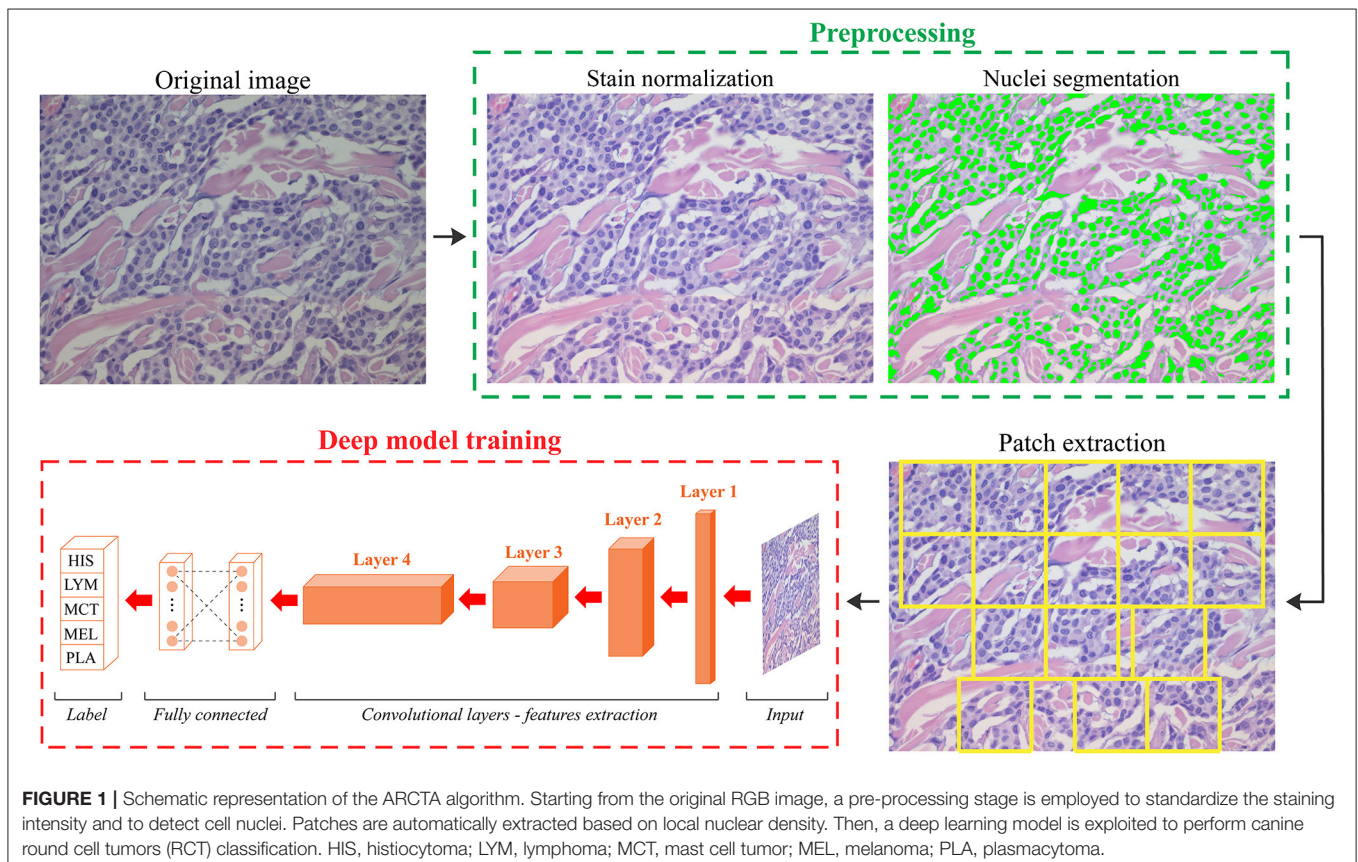 Preprocessing
Original image
Stain normalization
Nuclei segmentation
Deep model training
Patch extraction
Layer 1
Layer 2
Layer 3
Layer 4
HIS
LYM
MCT
MEL
PLA
Label
Fully connected
Convolutional layers - features extraction
Input
FIGURE 1 | Schematic representation of the ARCTA algorithm. Starting from the original RGB image, a pre-processing stage is employed to standardize the staining
intensity and to detect cell nuclei. Patches are automatically extracted based on local nuclear density. Then, a deep learning model is exploited to perform canine
round cell tumors (RCT) classification. HIS, histiocytoma; LYM, lymphoma; MCT, mast cell tumor; MEL, melanoma; PLA, plasmacytoma.